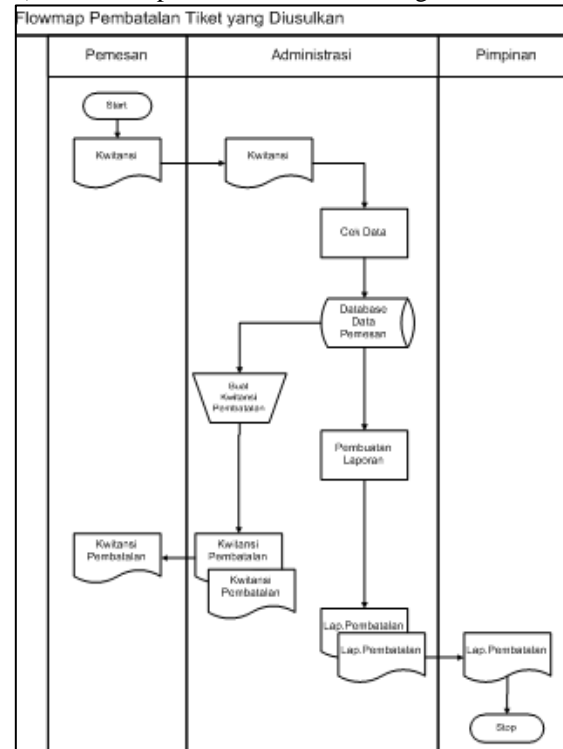 Flowmap Pembatalan Tiket yang Diusulkan
Pemesan
Administrasi
Pimpinan
Start
Kwitansi
Kwitansi
Cek Data
Database
Data
Pemesan
Buat
Kwitansi
Pembatalan
Pembuatan
Laporan
Kwitansi
Pembatalan
Kwitansi
Pembatalan
Kwitansi
Pembatalan
Lap.Pembatalan
Lap.Pembatalan
Lap.Pembatalan
Stop